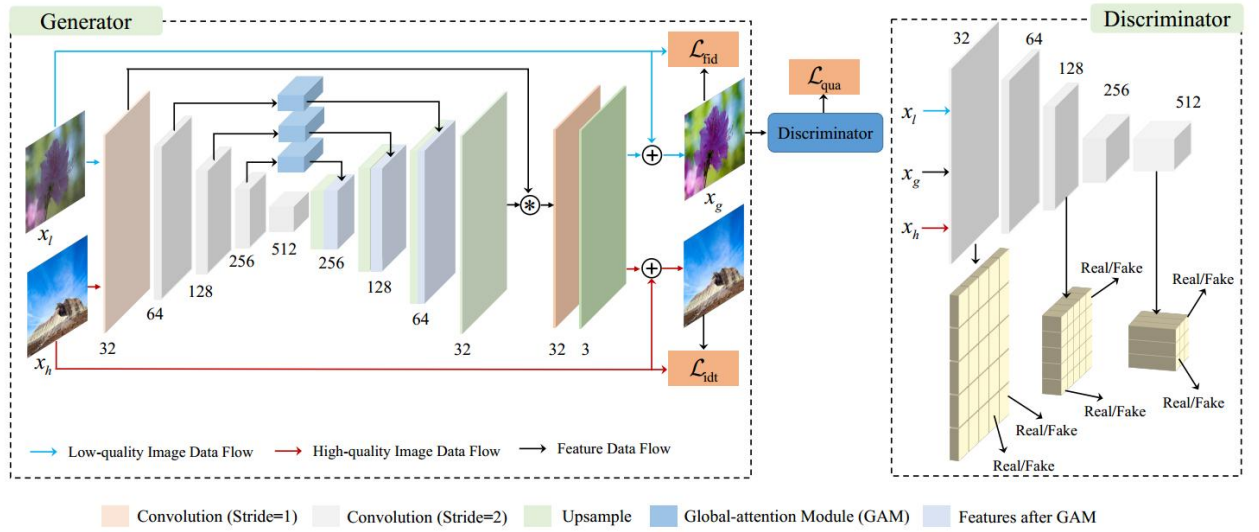 Generator
Discriminator
ℒfid
ℒqua
Discriminator
x_l
x_h
32
64
128
256
512
256
128
64
32
32
3
x_g
ℒidt
32
64
128
256
512
x_l
x_g
x_h
Real/Fake
Real/Fake
Real/Fake
Real/Fake
Real/Fake
Real/Fake
Low-quality Image Data Flow
High-quality Image Data Flow
Feature Data Flow
Convolution (Stride=1)
Convolution (Stride=2)
Upsample
Global-attention Module (GAM)
Features after GAM